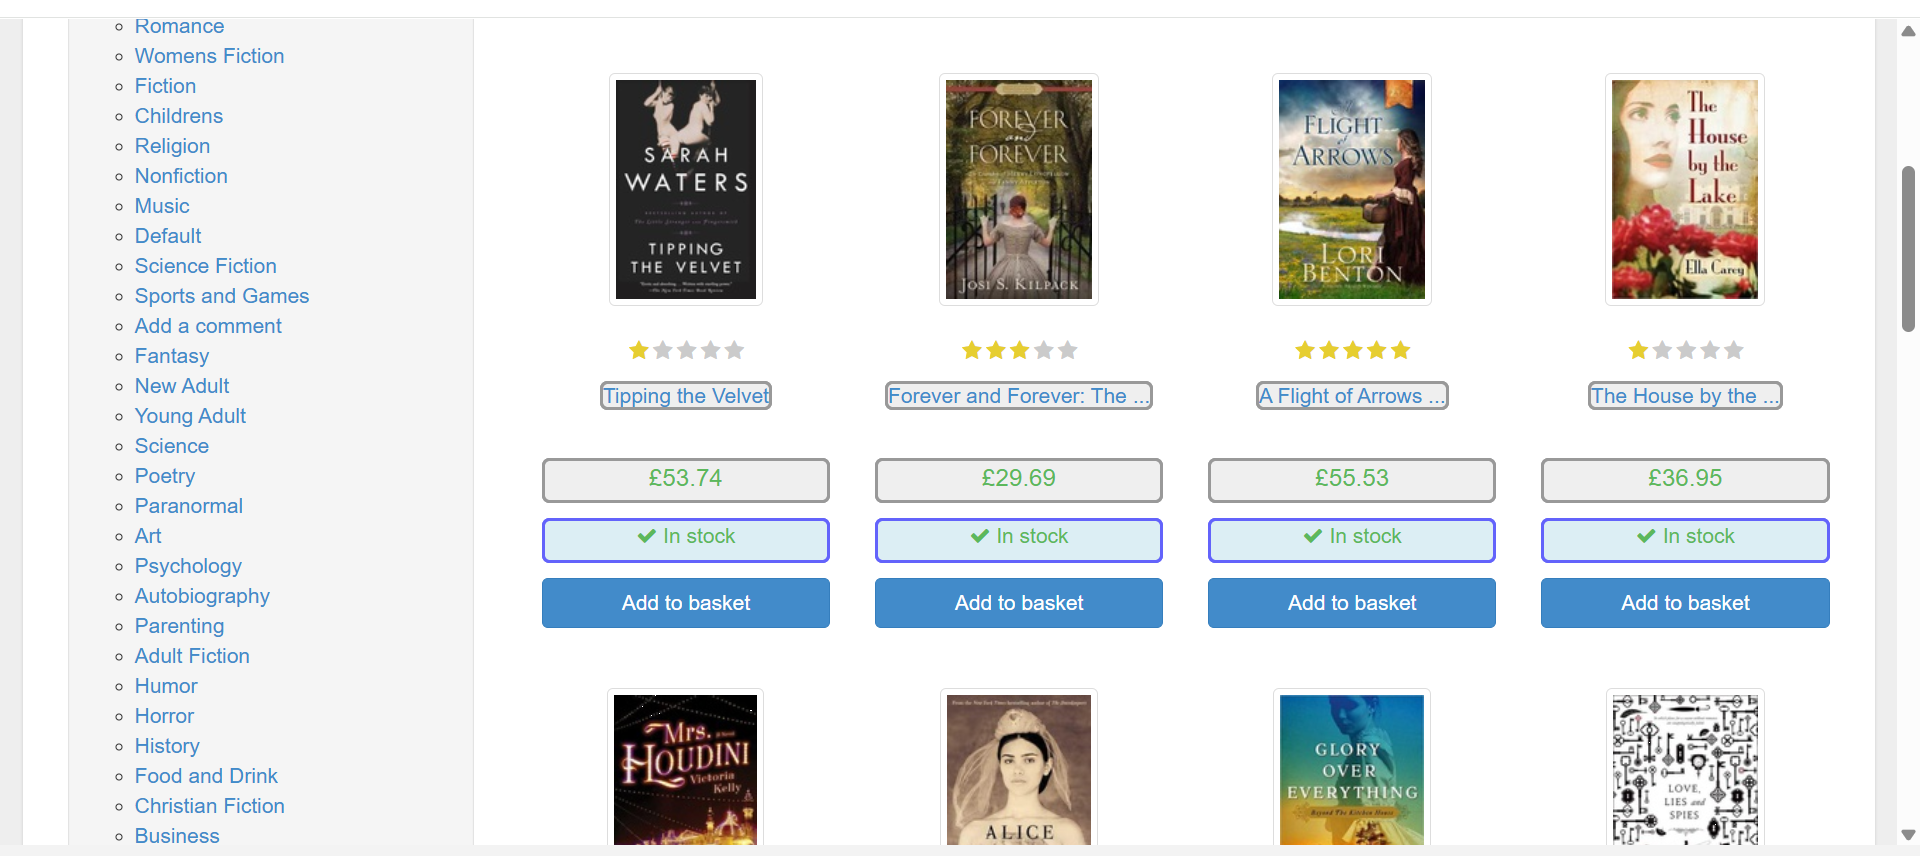 Romance
Womens Fiction
Fiction
Childrens
Religion
Nonfiction
Music
Default
Science Fiction
Sports and Games
Add a comment
Fantasy
New Adult
Young Adult
Science
Poetry
Paranormal
Art
Psychology
Autobiography
Parenting
Adult Fiction
Humor
Horror
History
Food and Drink
Christian Fiction
Business
SARAH
WATERS
TIPPING
THE VELVET
Tipping the Velvet
£53.74
In stock
Add to basket
FOREVER
and
FOREVER
JOSI S. KILPACK
Forever and Forever: The ...
£29.69
In stock
Add to basket
FLIGHT
of
ARROWS
LORI
BENTON
A Flight of Arrows ...
£55.53
In stock
Add to basket
The
House
by the
Lake
Ella Carey
The House by the ...
£36.95
In stock
Add to basket
Mrs.
HOUDINI
Victoria
Kelly
ALICE
GLORY
OVER
EVERYTHING
Beyond The Kitchen House
LOVE,
LIES and
SPIES